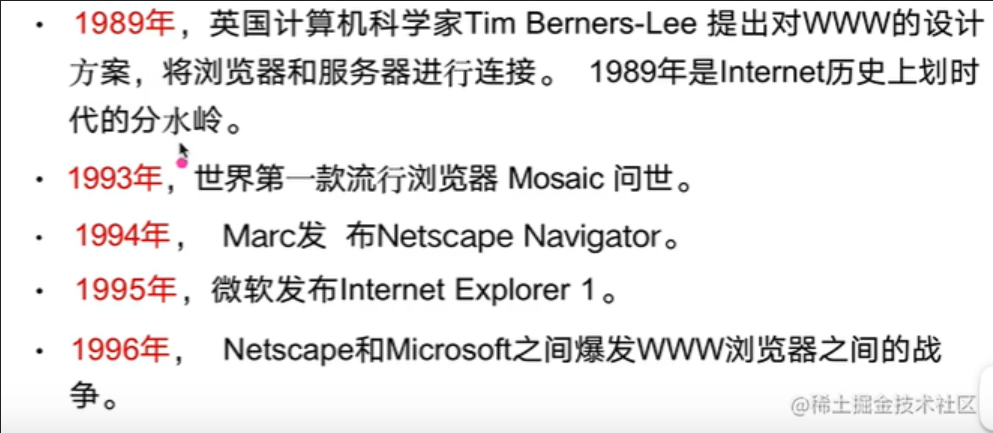 • 1989年，英国计算机科学家Tim Berners-Lee 提出对WWW的设计
方案，将浏览器和服务器进行连接。 1989年是Internet历史上划时
代的分水岭。
• 1993年，世界第一款流行浏览器 Mosaic 问世。
• 1994年， Marc发 布Netscape Navigator。
• 1995年，微软发布Internet Explorer 1。
• 1996年， Netscape和Microsoft之间爆发WWW浏览器之间的战
争。
@稀土掘金技术社区